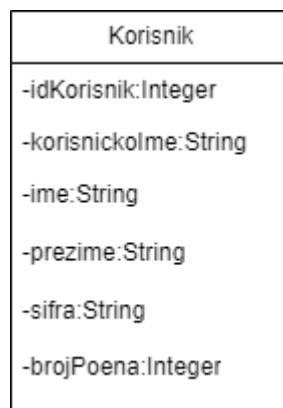 Korisnik
-idKorisnik:Integer
-korisnickoIme:String
-ime:String
-prezime:String
-sifra:String
-brojPoena:Integer